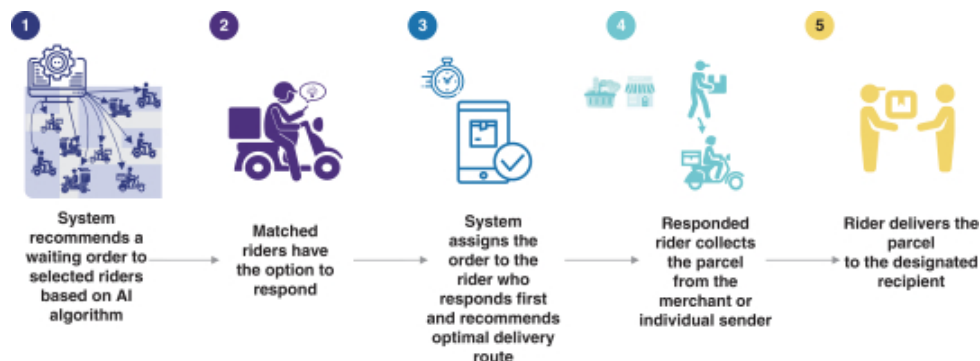 1
2
3
4
5
System
recommends a
waiting order to
selected riders
based on AI
algorithm
Matched
riders have
the option to
respond
System
assigns the
order to the
rider who
responds first
and recommends
optimal delivery
route
Responded
rider collects
the parcel
from the
merchant or
individual sender
Rider delivers the
parcel
to the designated
recipient